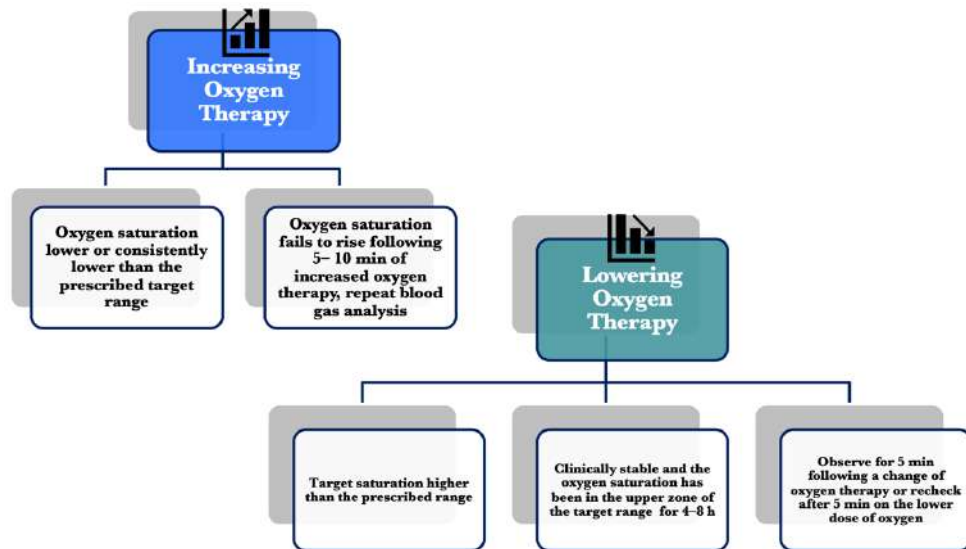 Increasing
Oxygen
Therapy
Oxygen saturation
lower or consistently
lower than the
prescribed target
range
Oxygen saturation
fails to rise following
5– 10 min of
increased oxygen
therapy, repeat blood
gas analysis
Lowering
Oxygen
Therapy
Target saturation higher
than the prescribed range
Clinically stable and the
oxygen saturation has
been in the upper zone of
the target range for 4–8 h
Observe for 5 min
following a change of
oxygen therapy or recheck
after 5 min on the lower
dose of oxygen